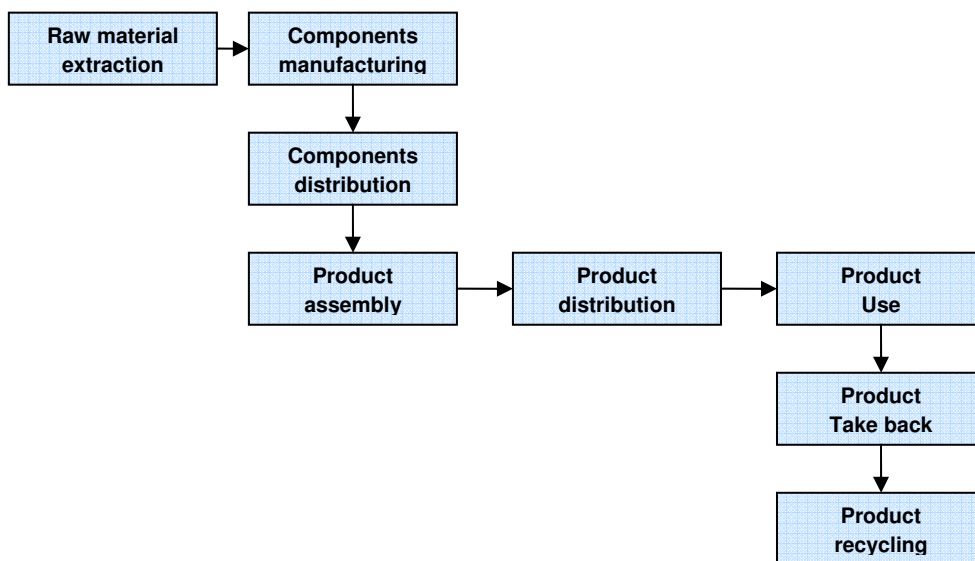 Raw material
extraction
Components
manufacturing
Components
distribution
Product
assembly
Product
distribution
Product
Use
Product
Take back
Product
recycling